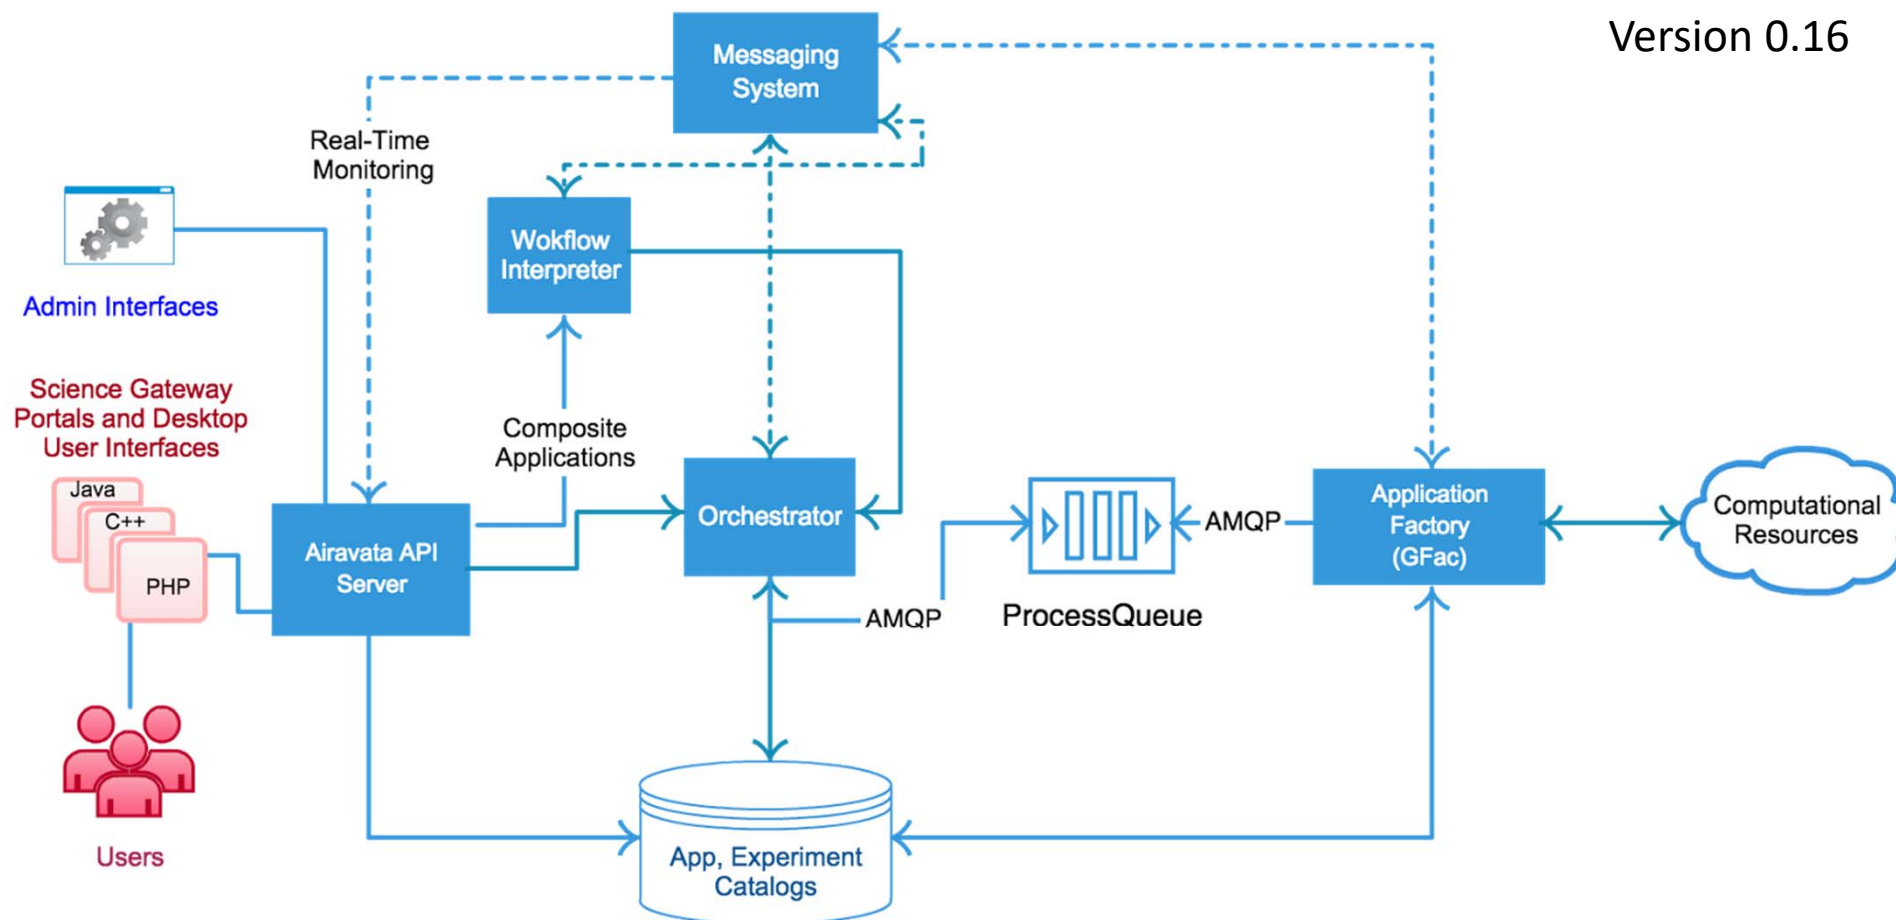 Version 0.16
Messaging
System
Real-Time
Monitoring
Wokflow
Interpreter
Admin Interfaces
Science Gateway
Portals and Desktop
User Interfaces
Java
C++
PHP
Composite
Applications
Airavata API
Server
Orchestrator
AMQP
ProcessQueue
AMQP
Application
Factory
(GFac)
Computational
Resources
Users
App, Experiment
Catalogs